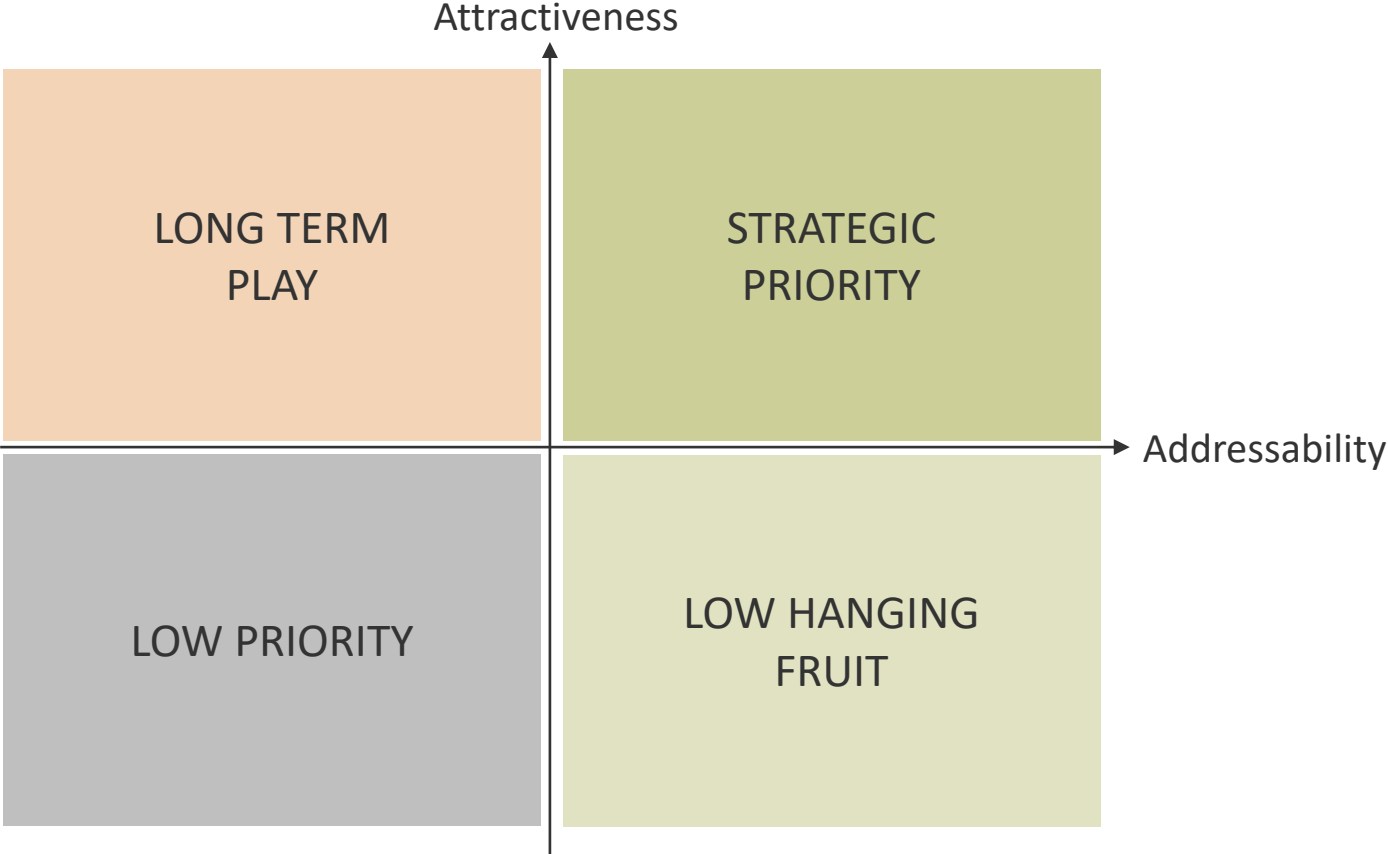 Attractiveness
LONG TERM
PLAY
STRATEGIC
PRIORITY
Addressability
LOW PRIORITY
LOW HANGING
FRUIT